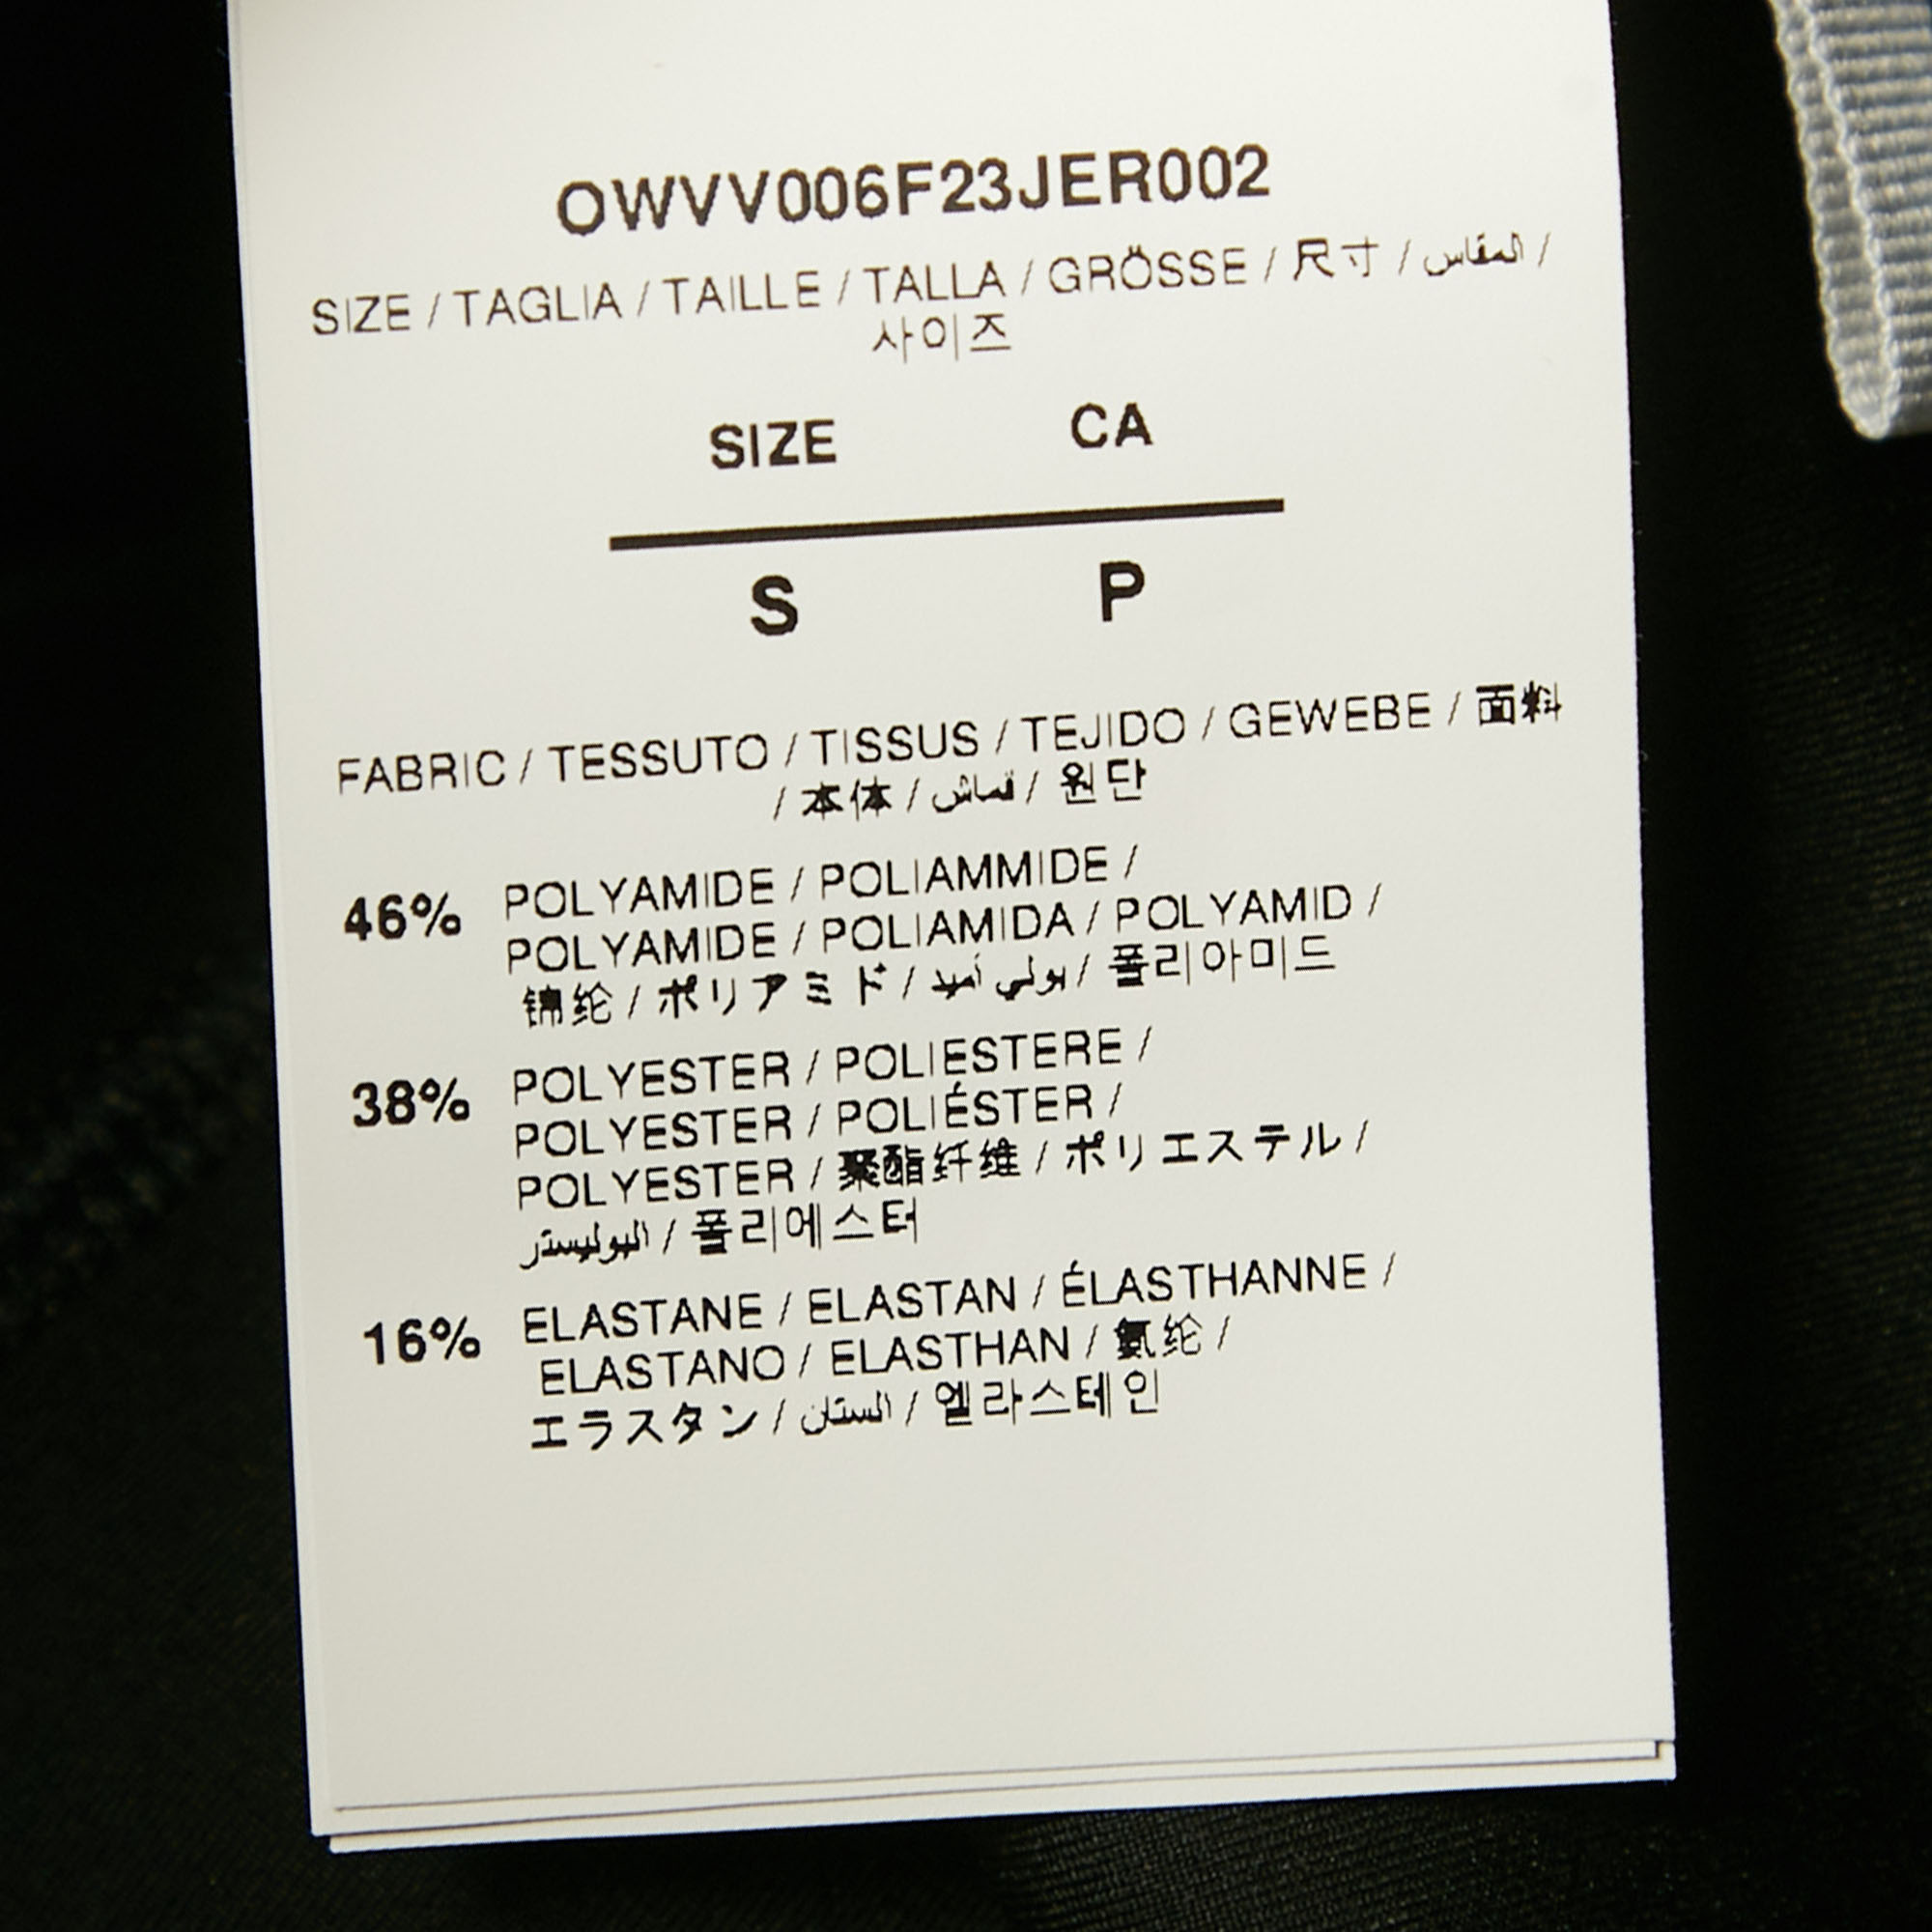 OWVV006F23JER002
SIZE / TAGLIA / TAILLE / TALLA / GRÖSSE / 尺寸 / المقاس /
사이즈
SIZE CA
S P
FABRIC / TESSUTO / TISSUS / TEJIDO / GEWEBE / 面料
/ 本体 / قماش / 원단
46% POLYAMIDE / POLIAMMIDE /
POLYAMIDE / POLIAMIDA / POLYAMID /
锦纶 / ポリアミド / بولي أميد / 폴리아미드
38% POLYESTER / POLIESTERE /
POLYESTER / POLIÉSTER /
POLYESTER / 聚酯纤维 / ポリエステル /
البوليستر / 폴리에스터
16% ELASTANE / ELASTAN / ÉLASTHANNE /
ELASTANO / ELASTHAN / 氨纶 /
エラスタン / الستان / 엘라스테인